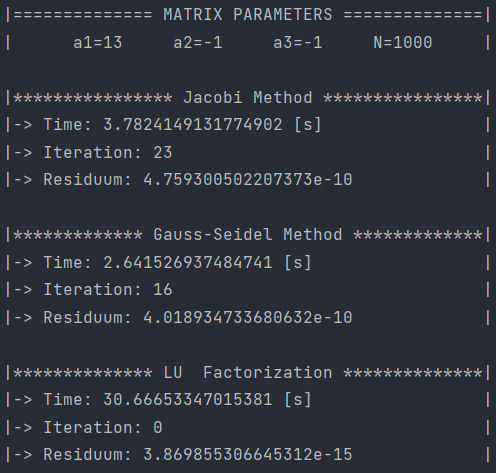 |============== MATRIX PARAMETERS ==============|
| a1=13 a2=-1 a3=-1 N=1000 |
|**************** Jacobi Method ****************|
|-> Time: 3.7824149131774902 [s] |
|-> Iteration: 23 |
|-> Residuum: 4.759300502207373e-10 |
|************* Gauss-Seidel Method *************|
|-> Time: 2.641526937484741 [s] |
|-> Iteration: 16 |
|-> Residuum: 4.018934733680632e-10 |
|************** LU  Factorization **************|
|-> Time: 30.66653347015381 [s] |
|-> Iteration: 0 |
|-> Residuum: 3.869855306645312e-15 |